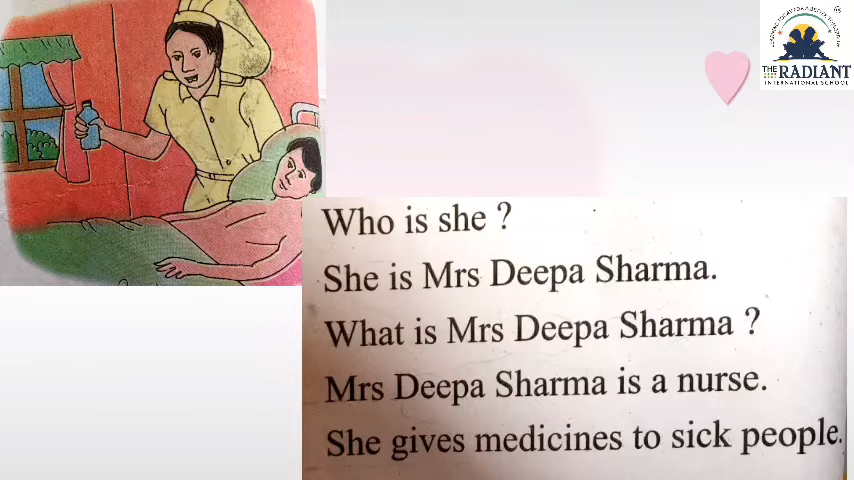 THE RADIANT
INTERNATIONAL SCHOOL
Who is she ?
She is Mrs Deepa Sharma.
What is Mrs Deepa Sharma ?
Mrs Deepa Sharma is a nurse.
She gives medicines to sick people.